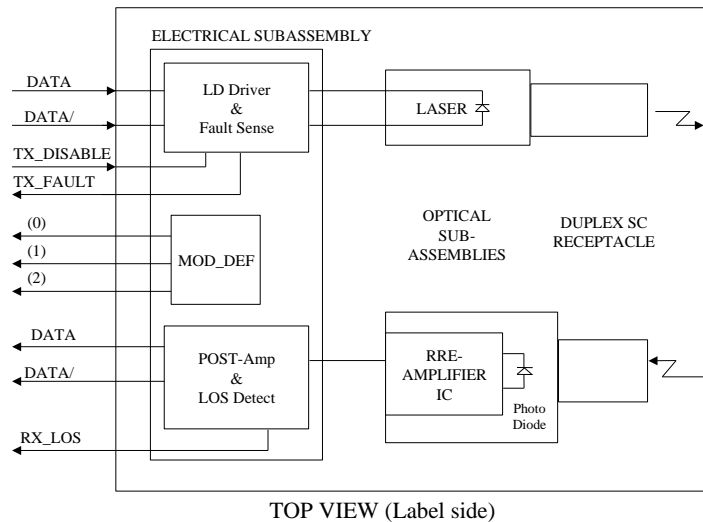 ELECTRICAL SUBASSEMBLY
DATA
DATA/
TX_DISABLE
TX_FAULT
LD Driver
&
Fault Sense
LASER
(0)
(1)
(2)
MOD_DEF
OPTICAL
SUB-
ASSEMBLIES
DUPLEX SC
RECEPTACLE
DATA
DATA/
RX_LOS
POST-Amp
&
LOS Detect
RRE-
AMPLIFIER
IC
Photo
Diode
TOP VIEW (Label side)